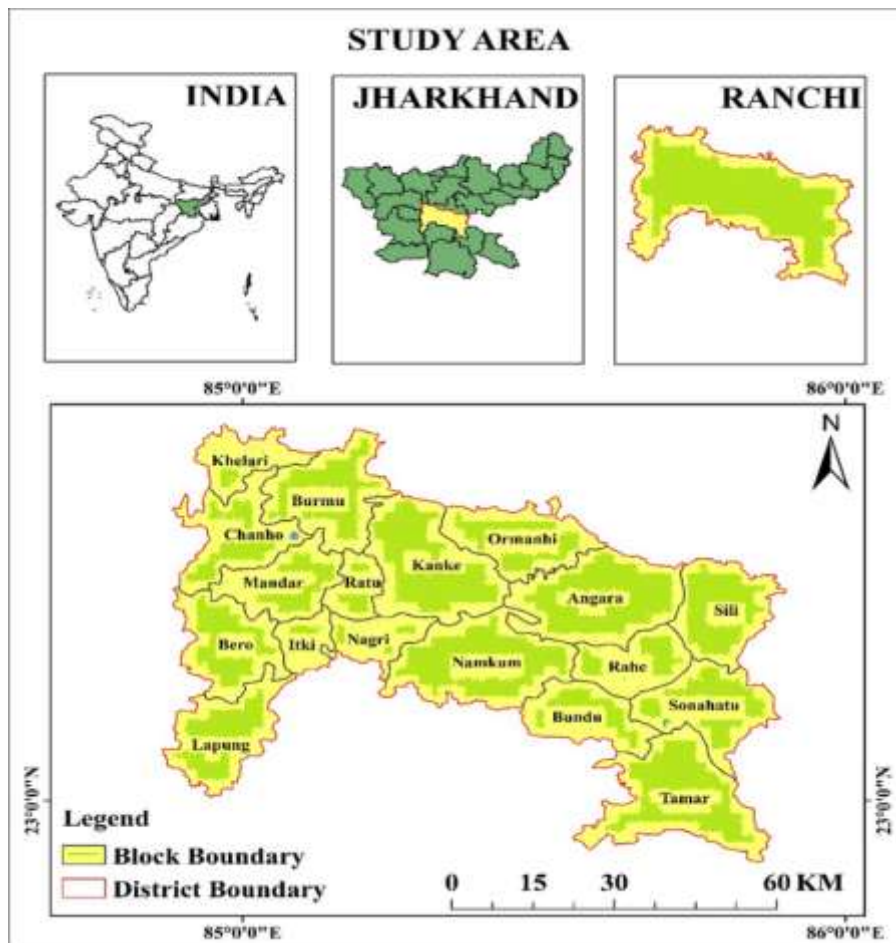 STUDY AREA
INDIA
JHARKHAND
RANCHI
85°0'0"E
86°0'0"E
N
Khelari
Burmu
Chanho
Ormanhi
Kanke
Mandar
Ratu
Angara
Sili
Bero
Itki
Nagri
Namkum
Rahe
Sonahatu
Bundu
Lapung
Tamar
23°0'0"N
23°0'0"N
Legend
Block Boundary
District Boundary
0 15 30 60 KM
85°0'0"E
86°0'0"E